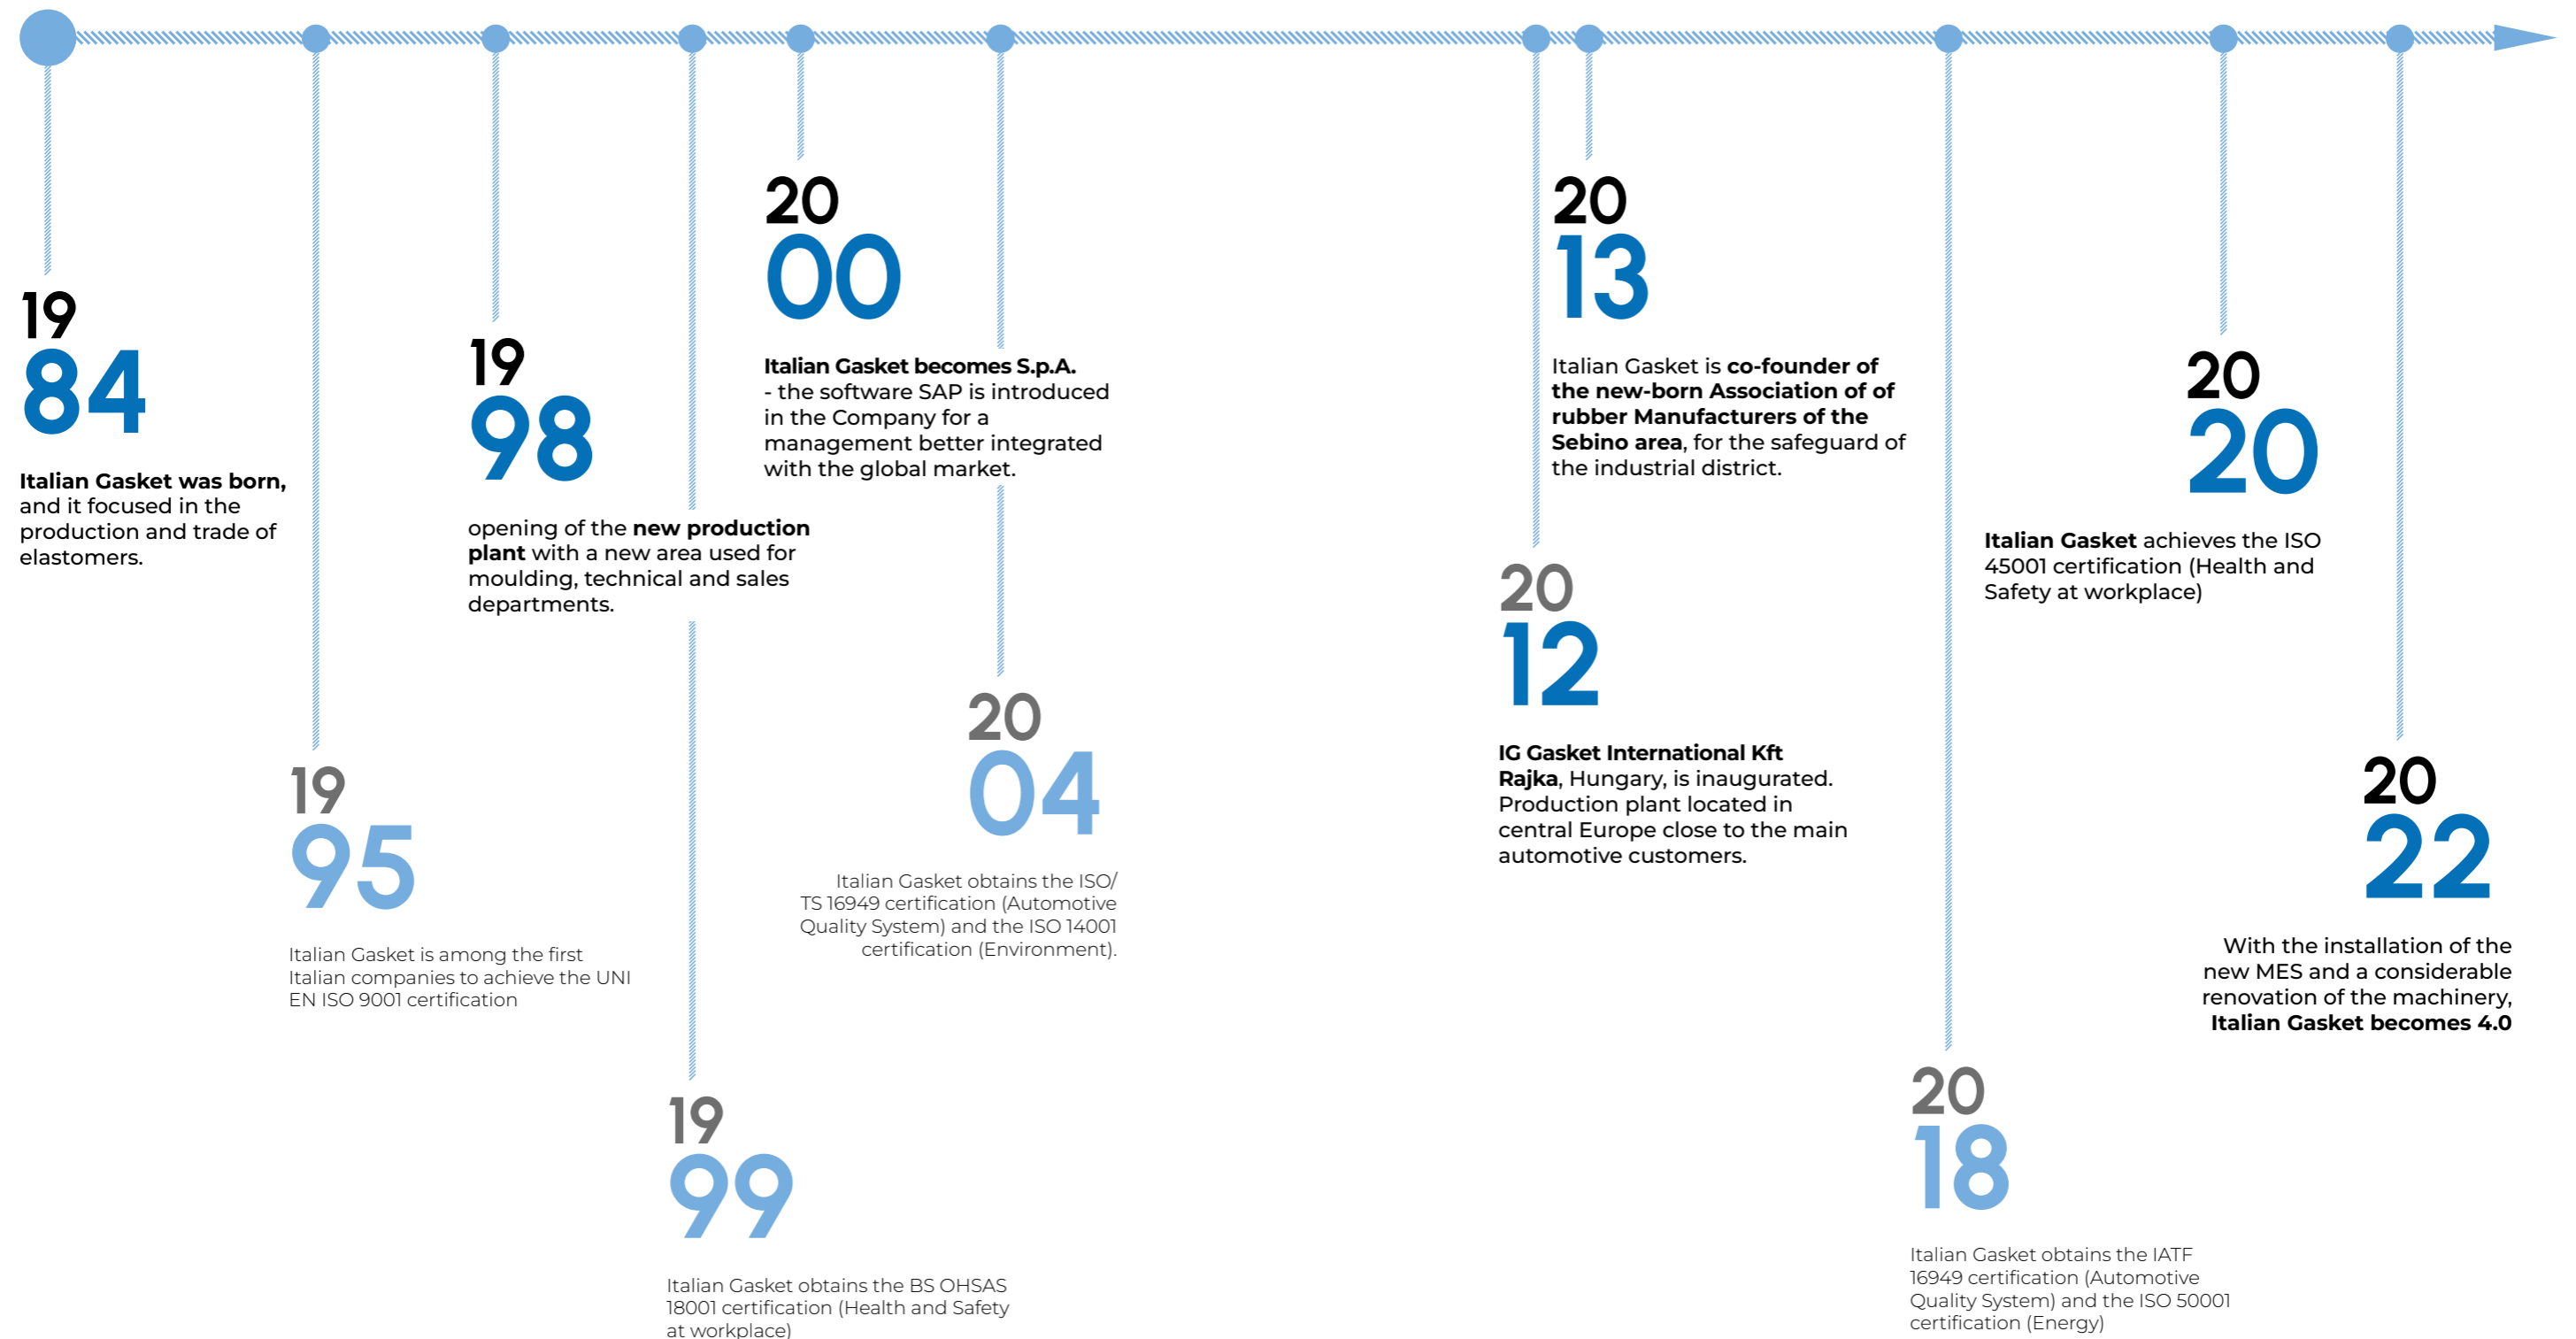 19
84
Italian Gasket was born,
and it focused in the
production and trade of
elastomers.
19
95
Italian Gasket is among the first
Italian companies to achieve the UNI
EN ISO 9001 certification
19
98
opening of the new production
plant with a new area used for
moulding, technical and sales
departments.
19
99
Italian Gasket obtains the BS OHSAS
18001 certification (Health and Safety
at workplace)
20
00
Italian Gasket becomes S.p.A.
- the software SAP is introduced
in the Company for a
management better integrated
with the global market.
20
04
Italian Gasket obtains the ISO/
TS 16949 certification (Automotive
Quality System) and the ISO 14001
certification (Environment).
20
12
IG Gasket International Kft
Rajka, Hungary, is inaugurated.
Production plant located in
central Europe close to the main
automotive customers.
20
13
Italian Gasket is co-founder of
the new-born Association of of
rubber Manufacturers of the
Sebino area, for the safeguard of
the industrial district.
20
18
Italian Gasket obtains the IATF
16949 certification (Automotive
Quality System) and the ISO 50001
certification (Energy)
20
20
Italian Gasket achieves the ISO
45001 certification (Health and
Safety at workplace)
20
22
With the installation of the
new MES and a considerable
renovation of the machinery,
Italian Gasket becomes 4.0